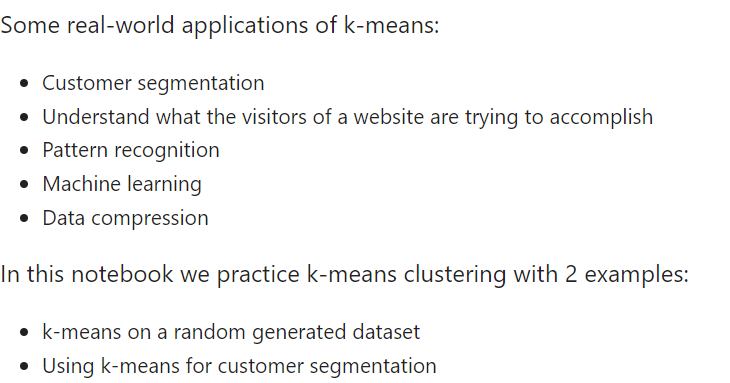 Some real-world applications of k-means:
• Customer segmentation
• Understand what the visitors of a website are trying to accomplish
• Pattern recognition
• Machine learning
• Data compression
In this notebook we practice k-means clustering with 2 examples:
• k-means on a random generated dataset
• Using k-means for customer segmentation